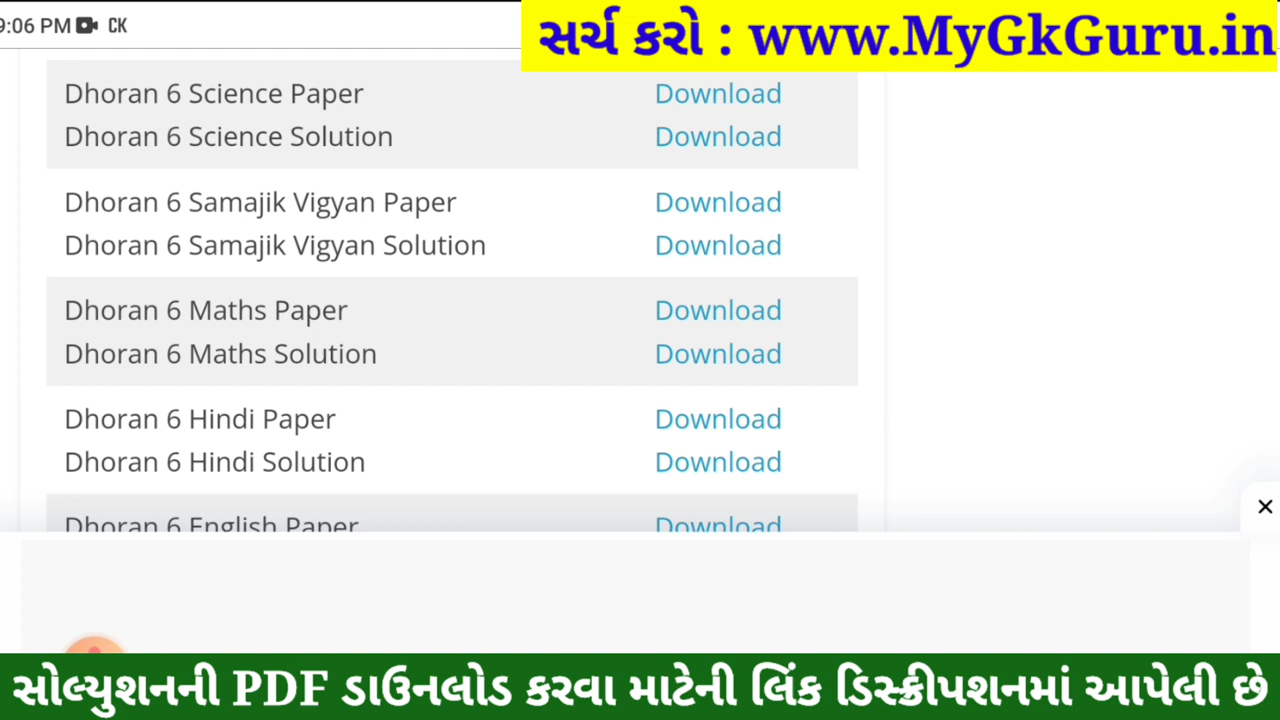 9:06 PM CK
સર્ચ કરો : www.MyGkGuru.in
Dhoran 6 Science Paper Download
Dhoran 6 Science Solution Download
Dhoran 6 Samajik Vigyan Paper Download
Dhoran 6 Samajik Vigyan Solution Download
Dhoran 6 Maths Paper Download
Dhoran 6 Maths Solution Download
Dhoran 6 Hindi Paper Download
Dhoran 6 Hindi Solution Download
Dhoran 6 English Paper Download
સોલ્યુશનની PDF ડાઉનલોડ કરવા માટેની લિંક ડિસ્ક્રીપશનમાં આપેલી છે